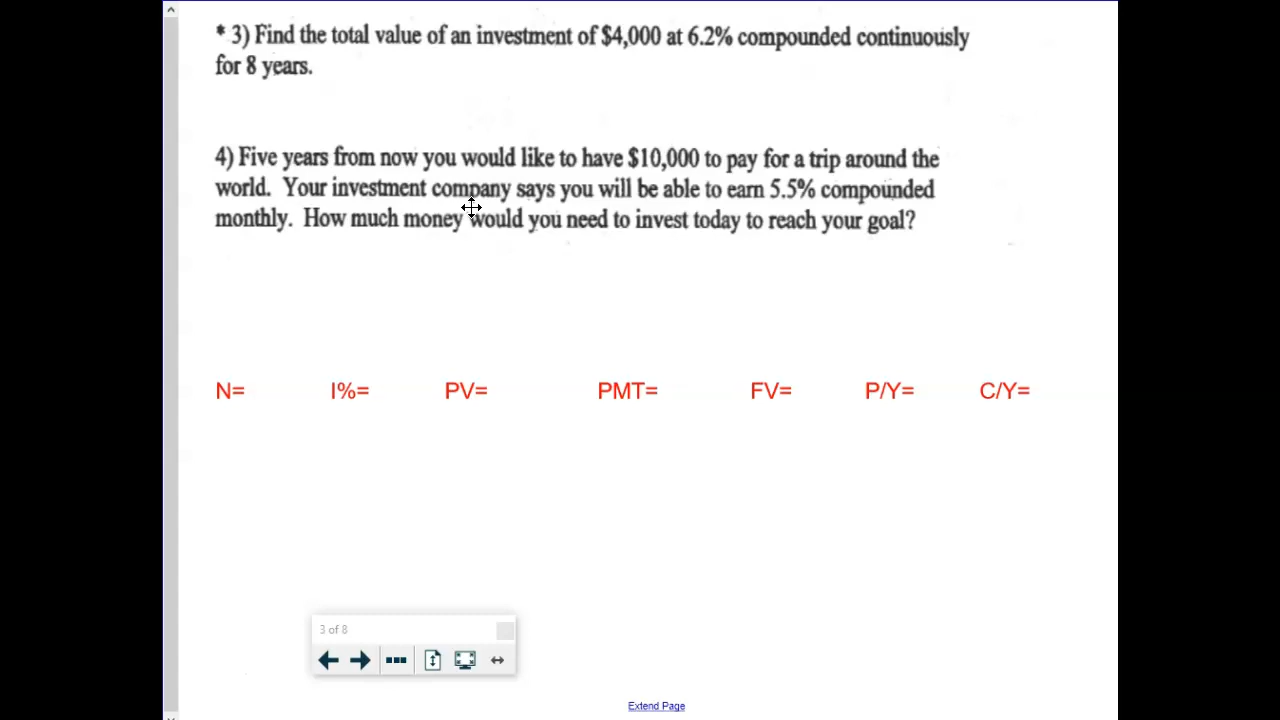 * 3) Find the total value of an investment of $4,000 at 6.2% compounded continuously
for 8 years.
4) Five years from now you would like to have $10,000 to pay for a trip around the
world. Your investment company says you will be able to earn 5.5% compounded
monthly. How much money would you need to invest today to reach your goal?
N= I%= PV= PMT= FV= P/Y= C/Y=
3 of 8
Extend Page